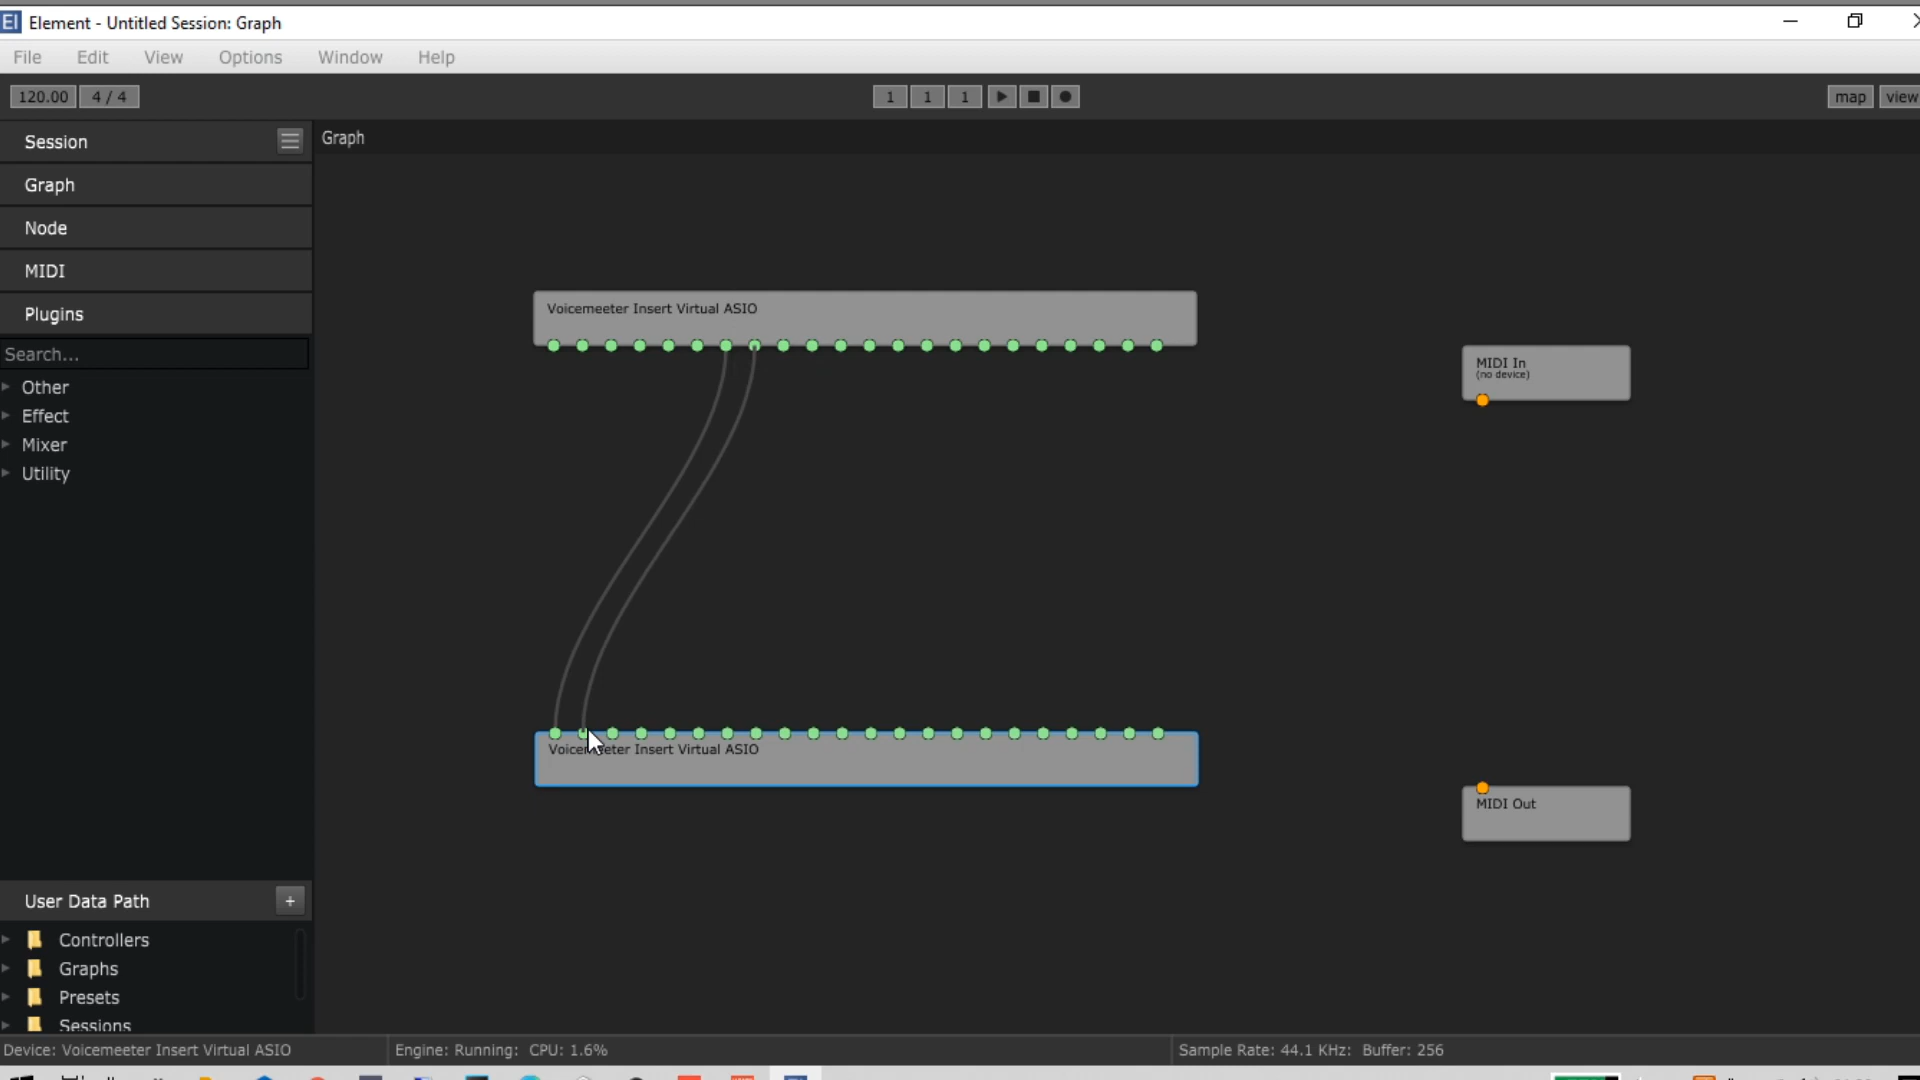 EI Element - Untitled Session: Graph
File Edit View Options Window Help
120.00 4 / 4 1 1 1 map view
Session
Graph
Graph
Node
MIDI
Plugins
Search...
Other
Effect
Mixer
Utility
Voicemeeter Insert Virtual ASIO
MIDI In
(no device)
Voicemeeter Insert Virtual ASIO
MIDI Out
User Data Path +
Controllers
Graphs
Presets
Sessions
Device: Voicemeeter Insert Virtual ASIO Engine: Running: CPU: 1.6% Sample Rate: 44.1 KHz: Buffer: 256